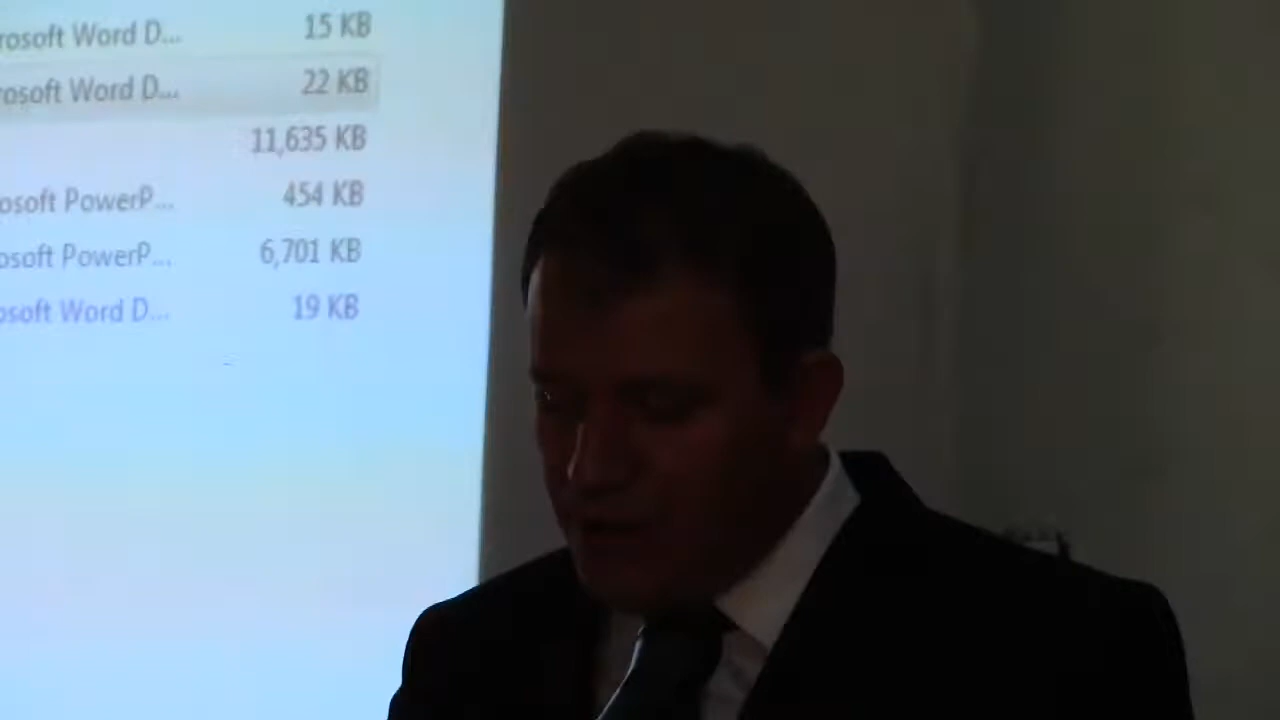 rosoft Word D... 15 KB
rosoft Word D... 22 KB
11,635 KB
osoft PowerP... 454 KB
osoft PowerP... 6,701 KB
osoft Word D... 19 KB